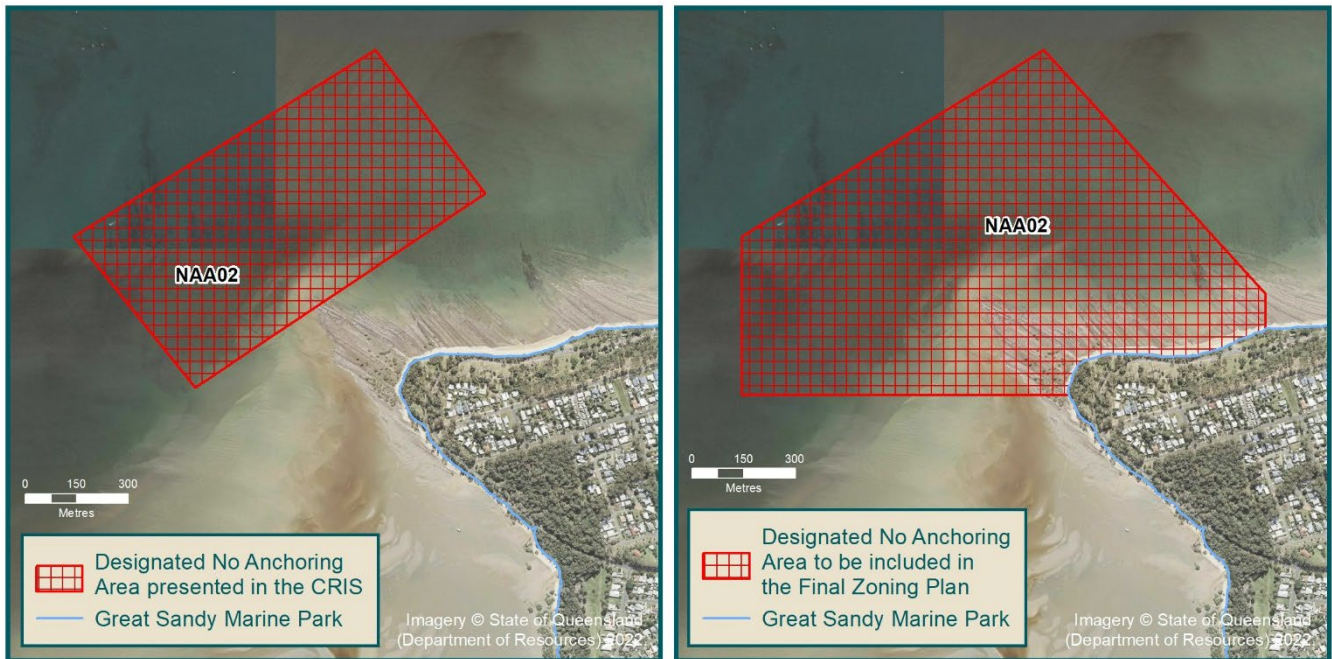 NAA02
0 150 300
Metres
Designated No Anchoring
Area presented in the CRIS
Great Sandy Marine Park
Imagery © State of Queensland
(Department of Resources) 2022
NAA02
0 150 300
Metres
Designated No Anchoring
Area to be included in
the Final Zoning Plan
Great Sandy Marine Park
Imagery © State of Queensland
(Department of Resources) 2022